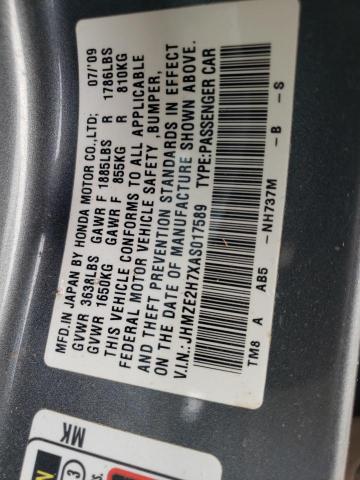 MFD.IN JAPAN BY HONDA MOTOR CO.,LTD; 07/'09
GVWR 3638LBS GAWR F 1885LBS R 1786LBS
GVWR 1650KG GAWR F 855KG R 810KG
THIS VEHICLE CONFORMS TO ALL APPLICABLE
FEDERAL MOTOR VEHICLE SAFETY ,BUMPER,
AND THEFT PREVENTION STANDARDS IN EFFECT
ON THE DATE OF MANUFACTURE SHOWN ABOVE.
V.I.N.:JHMZE2H7XAS017589 TYPE:PASSENGER CAR
TM8 A AB5 -NH737M -B -S
MK
V
3